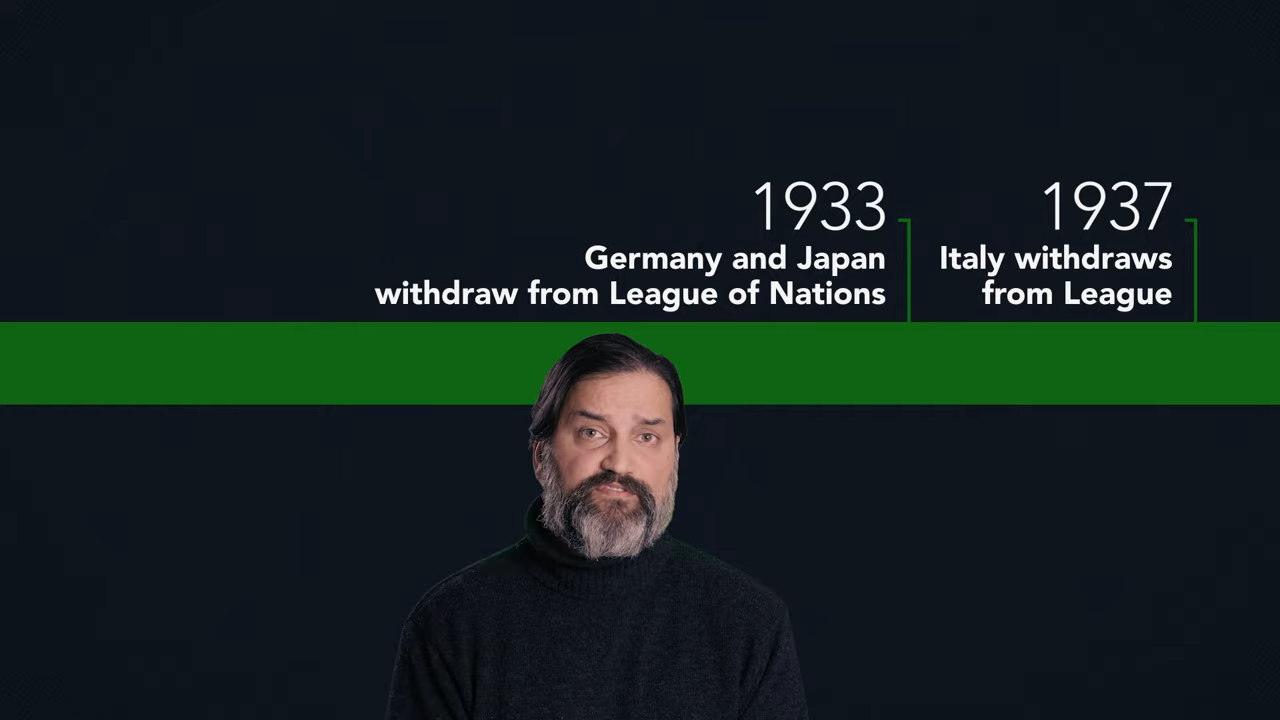 1933
Germany and Japan
withdraw from League of Nations
1937
Italy withdraws
from League